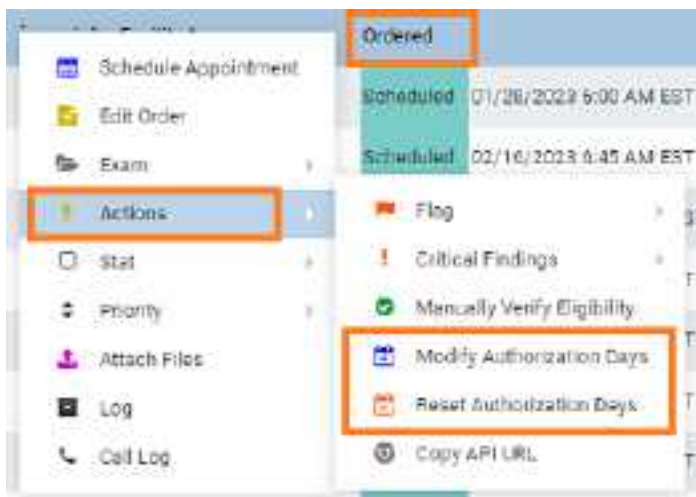 Ordered
Schedule Appointment
Scheduled 01/28/2023 6:00 AM EST
Edit Order
Scheduled 02/16/2023 6:45 AM EST
Exam
Actions
Flag
Stat
Critical Findings
Priority
Manually Verify Eligibility
Attach Files
Modify Authorization Days
Log
Reset Authorization Days
Call Log
Copy API URL